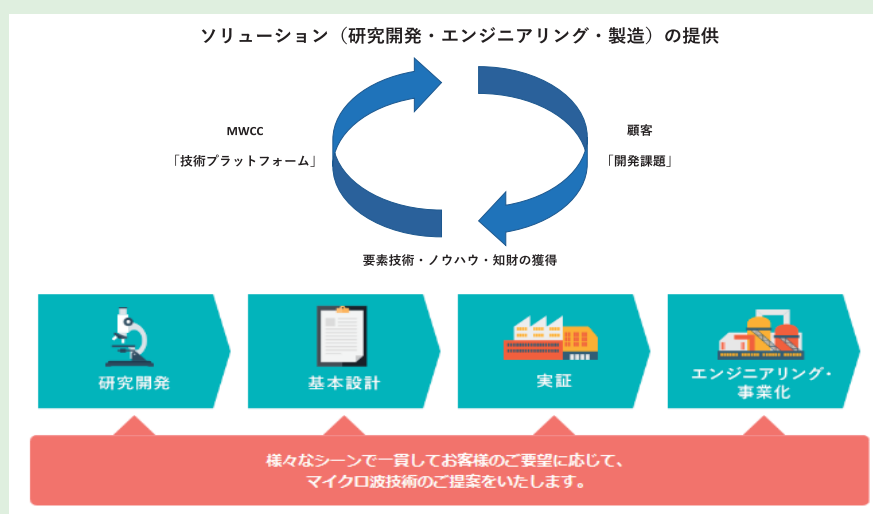 ソリューション（研究開発・エンジニアリング・製造）の提供
MWCC
「技術プラットフォーム」
顧客
「開発課題」
要素技術・ノウハウ・知財の獲得
研究開発
基本設計
実証
エンジニアリング・
事業化
様々なシーンで一貫してお客様のご要望に応じて、
マイクロ波技術のご提案をいたします。